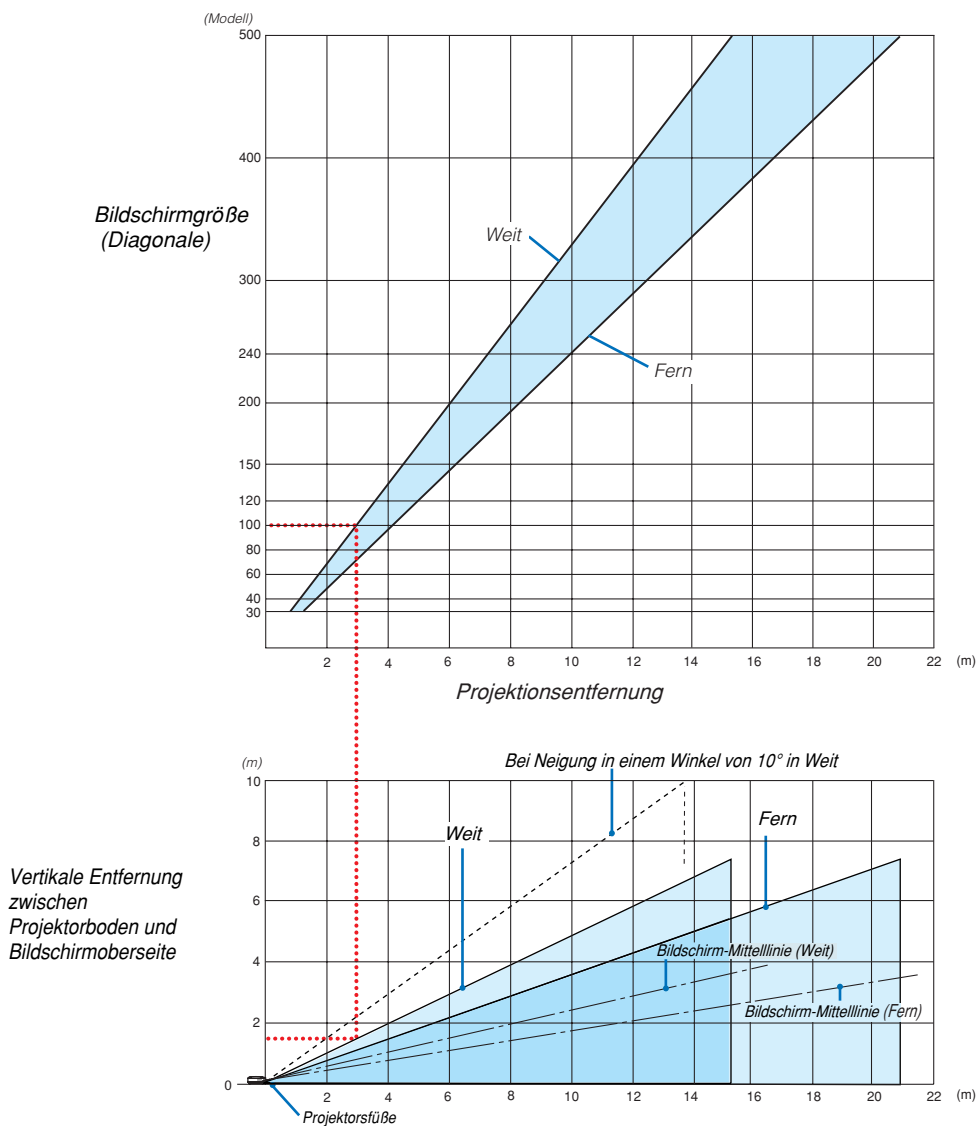 (Modell)
500
400
Bildschirmgröße
(Diagonale)
Weit
300
240
Fern
200
150
120
100
80
60
40
30
2 4 6 8 10 12 14 16 18 20 22 (m)
Projektionsentfernung
(m)
Bei Neigung in einem Winkel von 10° in Weit
10
Weit
Fern
8
Vertikale Entfernung
zwischen
Projektorboden und
Bildschirmoberseite
6
4
Bildschirm-Mittelllinie (Weit)
Bildschirm-Mittelllinie (Fern)
2
0
2 4 6 8 10 12 14 16 18 20 22 (m)
Projektorsfüße